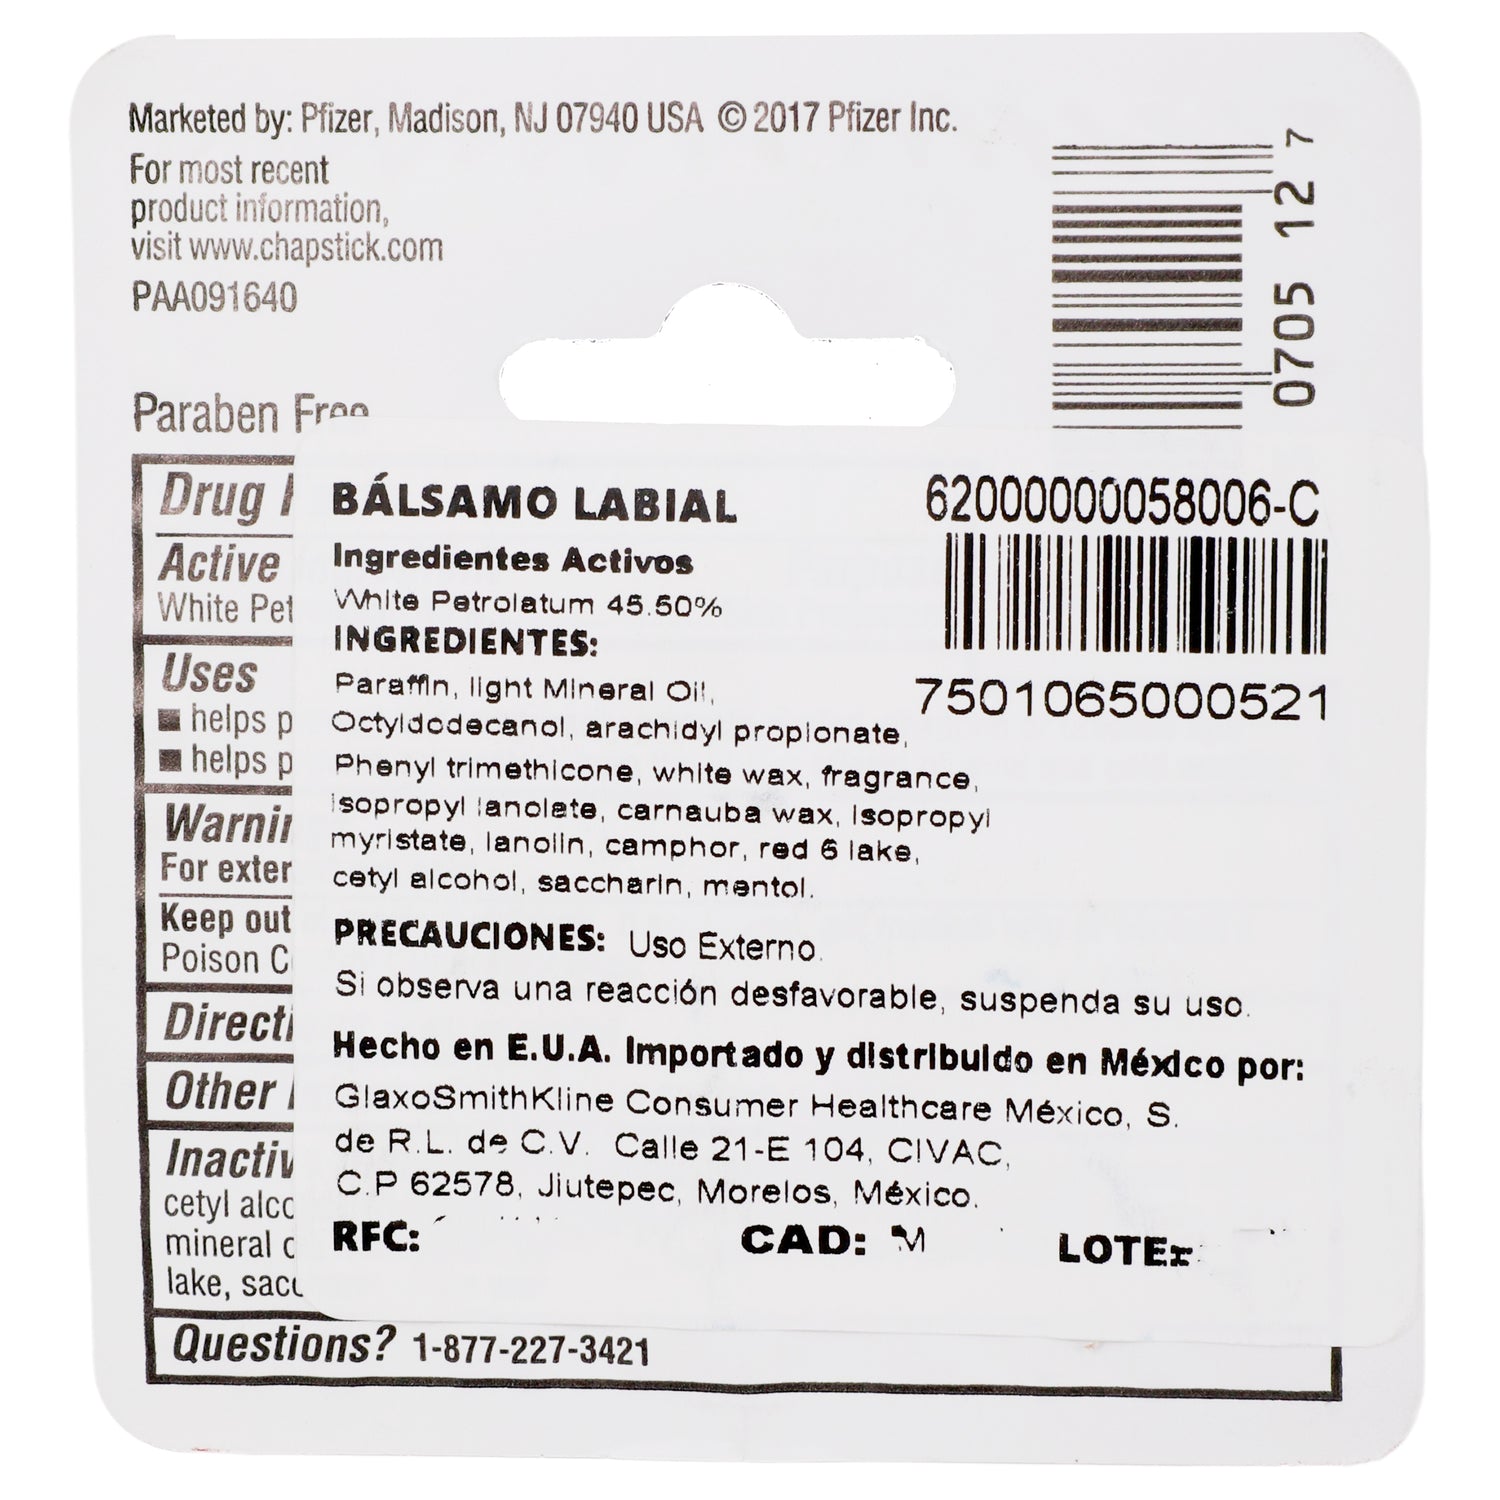 Marketed by: Pfizer, Madison, NJ 07940 USA © 2017 Pfizer Inc.
For most recent
product information,
visit www.chapstick.com
PAA091640
0705 12 7
Paraben Free
Drug
Active
White Pet
Uses
■ helps p
■ helps p
Warnin
For exter
Keep out
Poison C
Directi
Other
Inactiv
cetyl alco
mineral o
lake, sacc
Questions? 1-877-227-3421
BÁLSAMO LABIAL
62000000058006-C
Ingredientes Activos
White Petrolatum 45.50%
INGREDIENTES:
Paraffin, light Mineral Oil,
7501065000521
Octyldodecanol, arachidyl propionate,
Phenyl trimethicone, white wax, fragrance,
isopropyl lanolate, carnauba wax, Isopropyl
myristate, lanolin, camphor, red 6 lake,
cetyl alcohol, saccharin, mentol.
PRECAUCIONES: Uso Externo.
Si observa una reacción desfavorable, suspenda su uso.
Hecho en E.U.A. Importado y distribuido en México por:
GlaxoSmithKline Consumer Healthcare México, S.
de R.L. de C.V. Calle 21-E 104, CIVAC,
C.P 62578, Jiutepec, Morelos, México.
RFC: CAD: M LOTE: